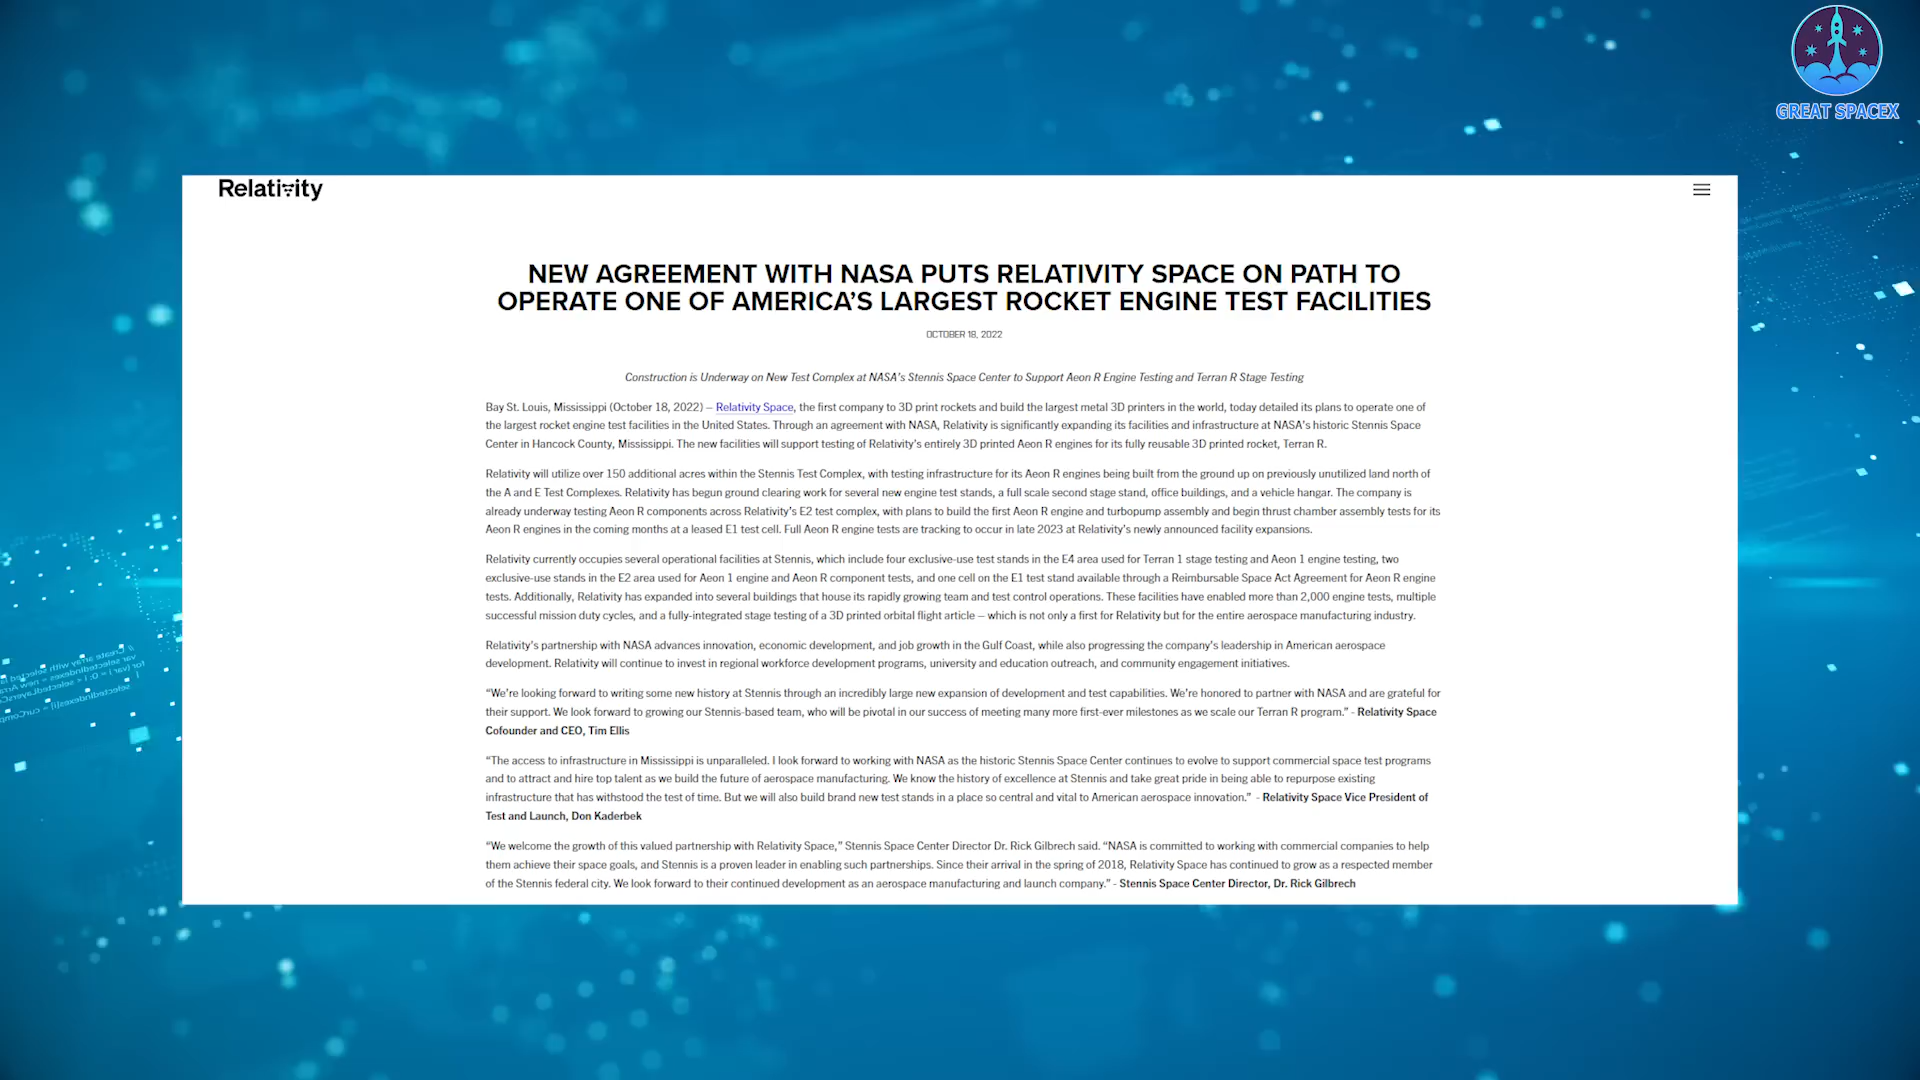 GREAT SPACEX
Relativity
NEW AGREEMENT WITH NASA PUTS RELATIVITY SPACE ON PATH TO
OPERATE ONE OF AMERICA’S LARGEST ROCKET ENGINE TEST FACILITIES
OCTOBER 18, 2022
Construction is Underway on New Test Complex at NASA’s Stennis Space Center to Support Aeon R Engine Testing and Terran R Stage Testing
Bay St. Louis, Mississippi (October 18, 2022) – Relativity Space, the first company to 3D print rockets and build the largest metal 3D printers in the world, today detailed its plans to operate one of
the largest rocket engine test facilities in the United States. Through an agreement with NASA, Relativity is significantly expanding its facilities and infrastructure at NASA’s historic Stennis Space
Center in Hancock County, Mississippi. The new facilities will support testing of Relativity’s entirely 3D printed Aeon R engines for its fully reusable 3D printed rocket, Terran R.
Relativity will utilize over 150 additional acres within the Stennis Test Complex, with testing infrastructure for its Aeon R engines being built from the ground up on previously unutilized land north of
the A and E Test Complexes. Relativity has begun ground clearing work for several new engine test stands, a full scale second stage stand, office buildings, and a vehicle hangar. The company is
already underway testing Aeon R components across Relativity’s E2 test complex, with plans to build the first Aeon R engine and turbopump assembly and begin thrust chamber assembly tests for its
Aeon R engines in the coming months at a leased E1 test cell. Full Aeon R engine tests are tracking to occur in late 2023 at Relativity’s newly announced facility expansions.
Relativity currently occupies several operational facilities at Stennis, which include four exclusive-use test stands in the E4 area used for Terran 1 stage testing and Aeon 1 engine testing, two
exclusive-use stands in the E2 area used for Aeon 1 engine and Aeon R component tests, and one cell on the E1 test stand available through a Reimbursable Space Act Agreement for Aeon R engine
tests. Additionally, Relativity has expanded into several buildings that house its rapidly growing team and test control operations. These facilities have enabled more than 2,000 engine tests, multiple
successful mission duty cycles, and a fully-integrated stage testing of a 3D printed orbital flight article – which is not only a first for Relativity but for the entire aerospace manufacturing industry.
Relativity’s partnership with NASA advances innovation, economic development, and job growth in the Gulf Coast, while also progressing the company’s leadership in American aerospace
development. Relativity will continue to invest in regional workforce development programs, university and education outreach, and community engagement initiatives.
“We’re looking forward to writing some new history at Stennis through an incredibly large new expansion of development and test capabilities. We’re honored to partner with NASA and are grateful for
their support. We look forward to growing our Stennis-based team, who will be pivotal in our success of meeting many more first-ever milestones as we scale our Terran R program.” - Relativity Space
Cofounder and CEO, Tim Ellis
“The access to infrastructure in Mississippi is unparalleled. I look forward to working with NASA as the historic Stennis Space Center continues to evolve to support commercial space test programs
and to attract and hire top talent as we build the future of aerospace manufacturing. We know the history of excellence at Stennis and take great pride in being able to repurpose existing
infrastructure that has withstood the test of time. But we will also build brand new test stands in a place so central and vital to American aerospace innovation.” - Relativity Space Vice President of
Test and Launch, Don Kaderbek
“We welcome the growth of this valued partnership with Relativity Space,” Stennis Space Center Director Dr. Rick Gilbrech said. “NASA is committed to working with commercial companies to help
them achieve their space goals, and Stennis is a proven leader in enabling such partnerships. Since their arrival in the spring of 2018, Relativity Space has continued to grow as a respected member
of the Stennis federal city. We look forward to their continued development as an aerospace manufacturing and launch company.” - Stennis Space Center Director, Dr. Rick Gilbrech